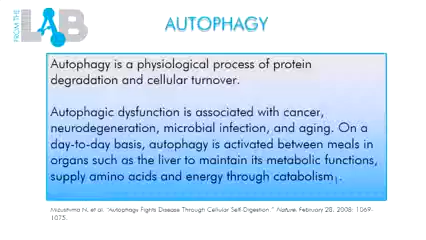 FROM THE
LAB
AUTOPHAGY
Autophagy is a physiological process of protein
degradation and cellular turnover.
Autophagic dysfunction is associated with cancer,
neurodegeneration, microbial infection, and aging. On a
day-to-day basis, autophagy is activated between meals in
organs such as the liver to maintain its metabolic functions,
supply amino acids and energy through catabolism1.
Mizushima N, et al. "Autophagy Fights Disease Through Cellular Self-Digestion." Nature. February 28, 2008: 1069-
1075.